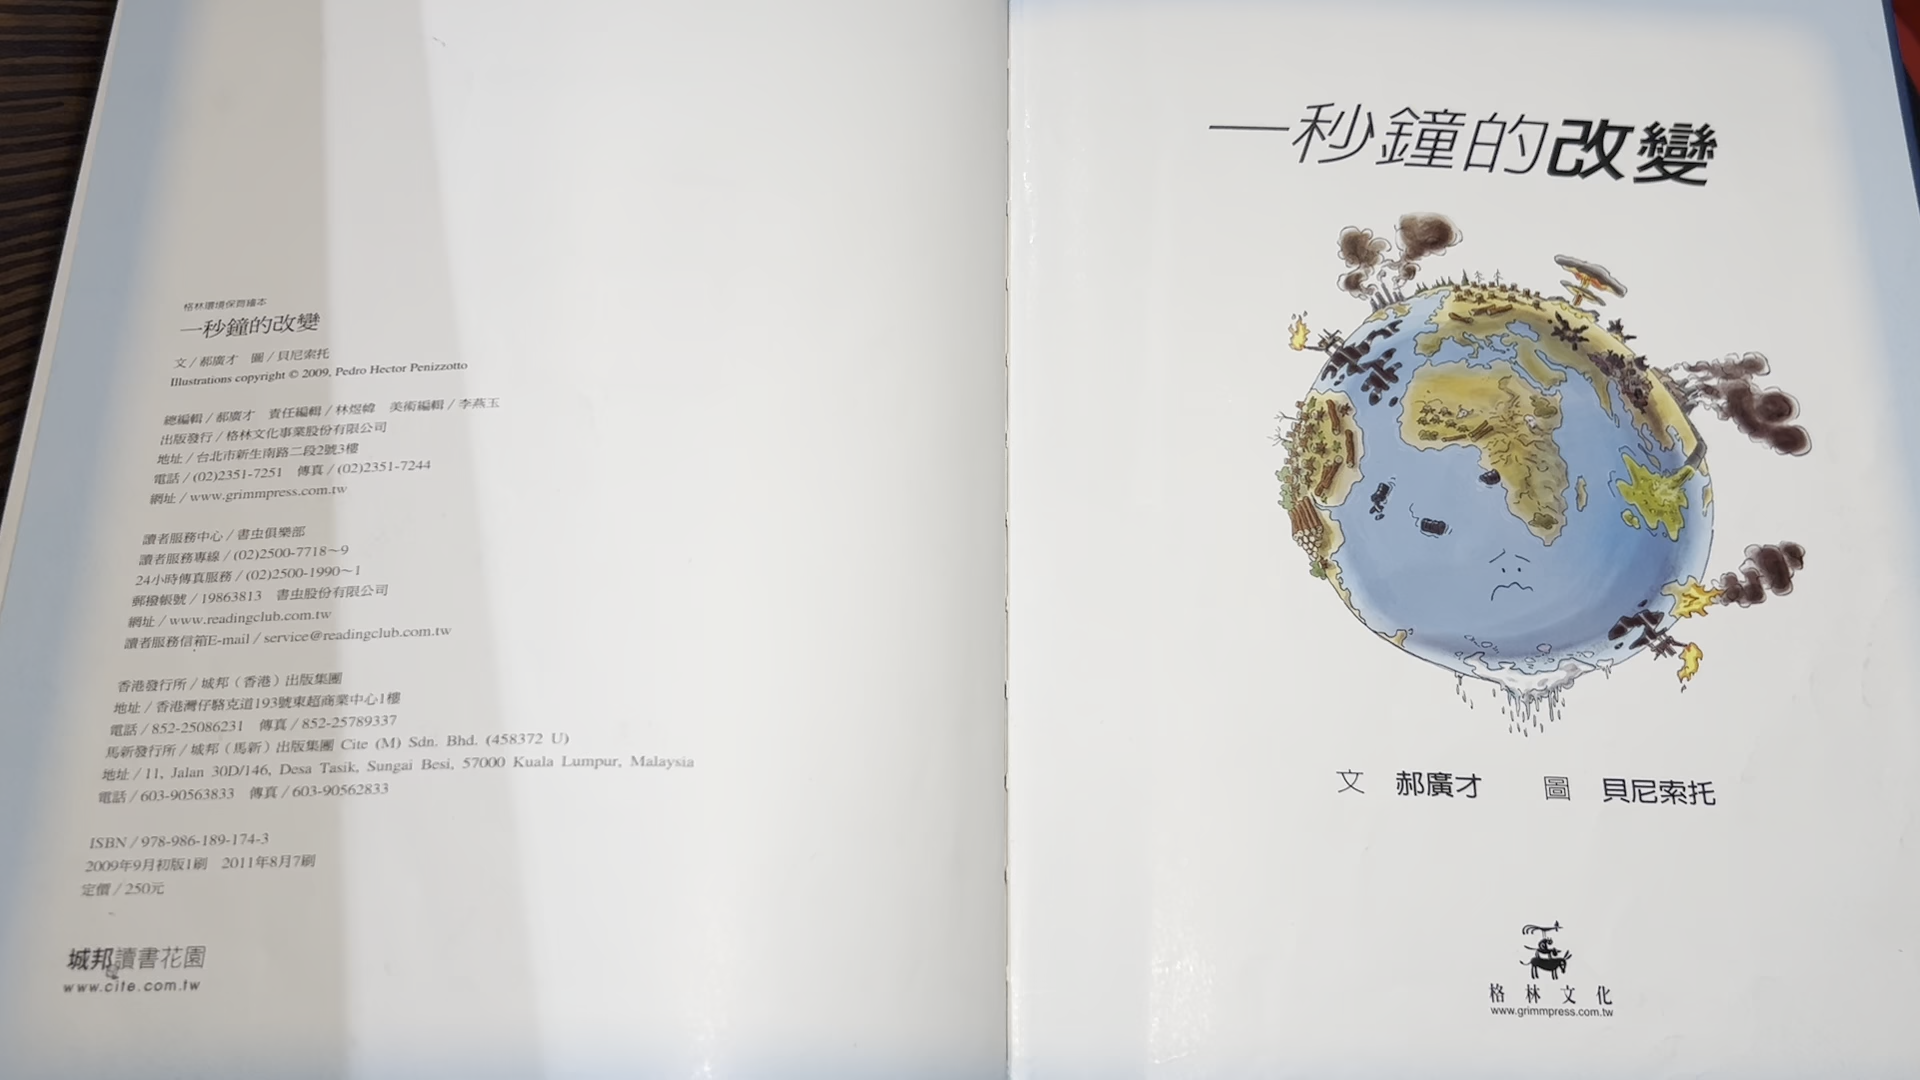 格林環境保育繪本
一秒鐘的改變
文/郝廣才 圖/貝尼索托
Illustrations copyright © 2009, Pedro Hector Penizzotto
總編輯/郝廣才 責任編輯/林煜幃 美術編輯/李燕玉
出版發行/格林文化事業股份有限公司
地址/台北市新生南路二段2號3樓
電話/(02)2351-7251 傳真/(02)2351-7244
網址/www.grimmpress.com.tw
讀者服務中心/書虫俱樂部
讀者服務專線/(02)2500-7718～9
24小時傳真服務/(02)2500-1990～1
郵撥帳號/19863813 書虫股份有限公司
網址/www.readingclub.com.tw
讀者服務信箱E-mail/service@readingclub.com.tw
香港發行所/城邦（香港）出版集團
地址/香港灣仔駱克道193號東超商業中心1樓
電話/852-25086231 傳真/852-25789337
馬新發行所/城邦（馬新）出版集團 Cite (M) Sdn. Bhd. (458372 U)
地址/11, Jalan 30D/146, Desa Tasik, Sungai Besi, 57000 Kuala Lumpur, Malaysia
電話/603-90563833 傳真/603-90562833
ISBN/978-986-189-174-3
2009年9月初版1刷 2011年8月7刷
定價/250元
城邦讀書花園
www.cite.com.tw
一秒鐘的改變
文 郝廣才 圖 貝尼索托
格林文化
www.grimmpress.com.tw